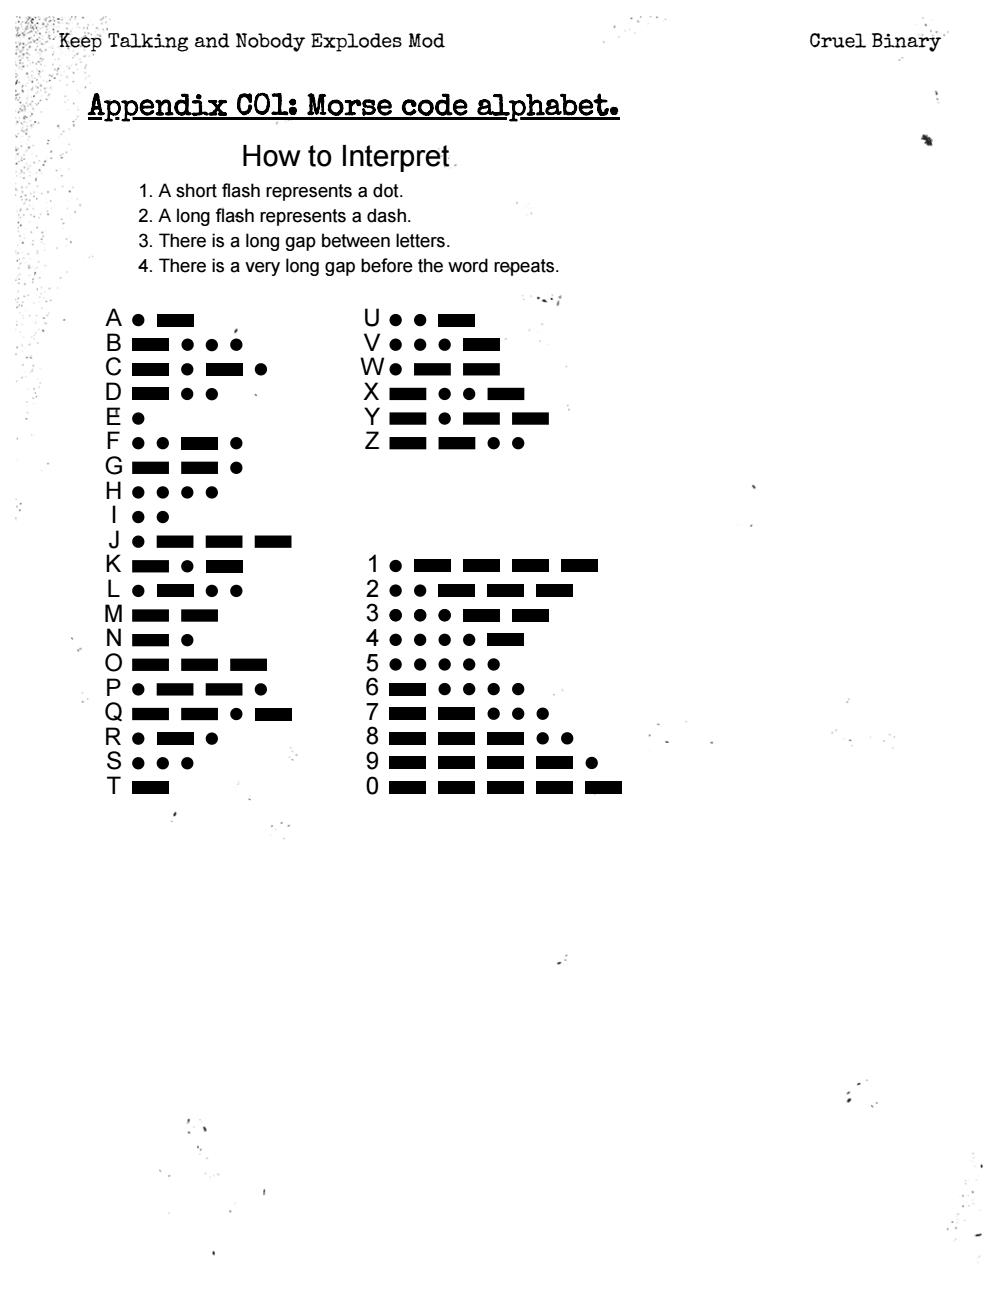 Keep Talking and Nobody Explodes Mod
Cruel Binary
Appendix C01: Morse code alphabet.
How to Interpret
1. A short flash represents a dot.
2. A long flash represents a dash.
3. There is a long gap between letters.
4. There is a very long gap before the word repeats.
A
B
C
D
E
F
G
H
I
J
K
L
M
N
O
P
Q
R
S
T
U
V
W
X
Y
Z
1
2
3
4
5
6
7
8
9
0